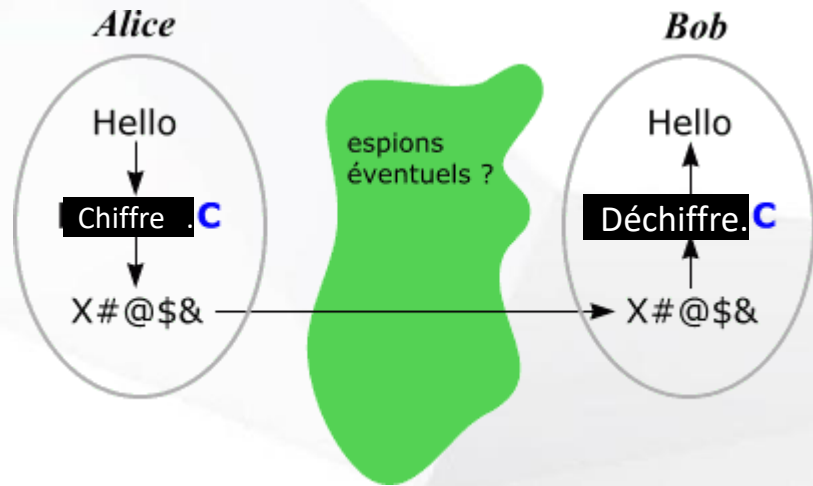 Alice
Hello
Chiffre .C
X#@$&
espions
éventuels ?
Bob
Hello
Déchiffre.C
X#@$&